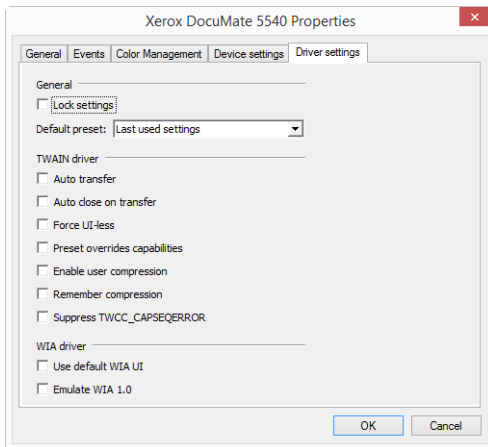 Xerox DocuMate 5540 Properties
General Events Color Management Device settings Driver settings
General
Lock settings
Default preset: Last used settings
TWAIN driver
Auto transfer
Auto close on transfer
Force UI-less
Preset overrides capabilities
Enable user compression
Remember compression
Suppress TWCC_CAPSEQERROR
WIA driver
Use default WIA UI
Emulate WIA 1.0
OK Cancel